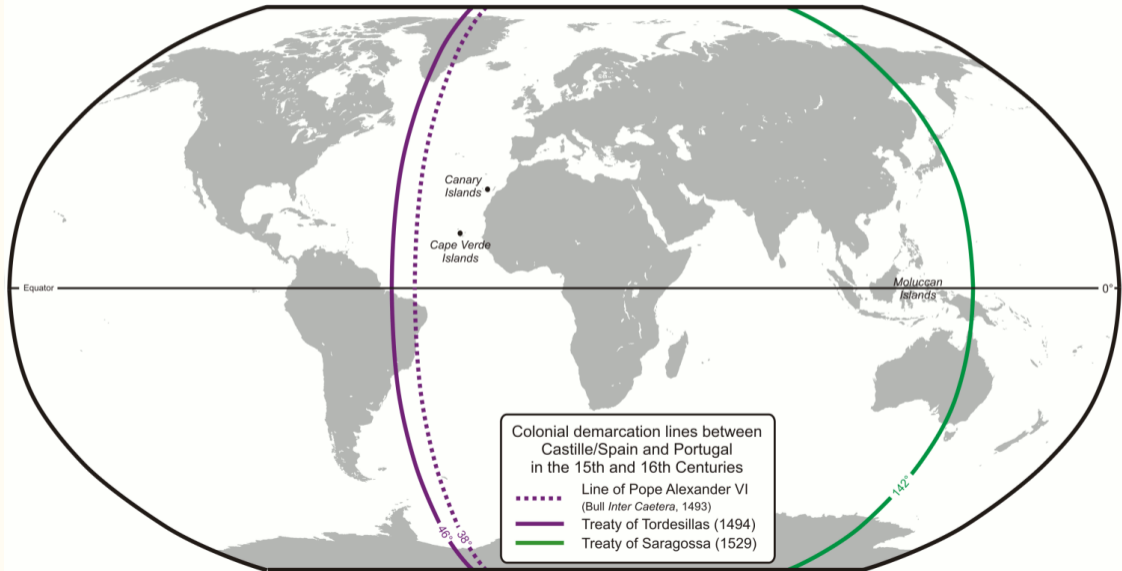 Canary
Islands
Cape Verde
Islands
Equator
Moluccan
Islands
0°
142°
46°
38°
Colonial demarcation lines between
Castille/Spain and Portugal
in the 15th and 16th Centuries
Line of Pope Alexander VI
(Bull Inter Caetera, 1493)
Treaty of Tordesillas (1494)
Treaty of Saragossa (1529)